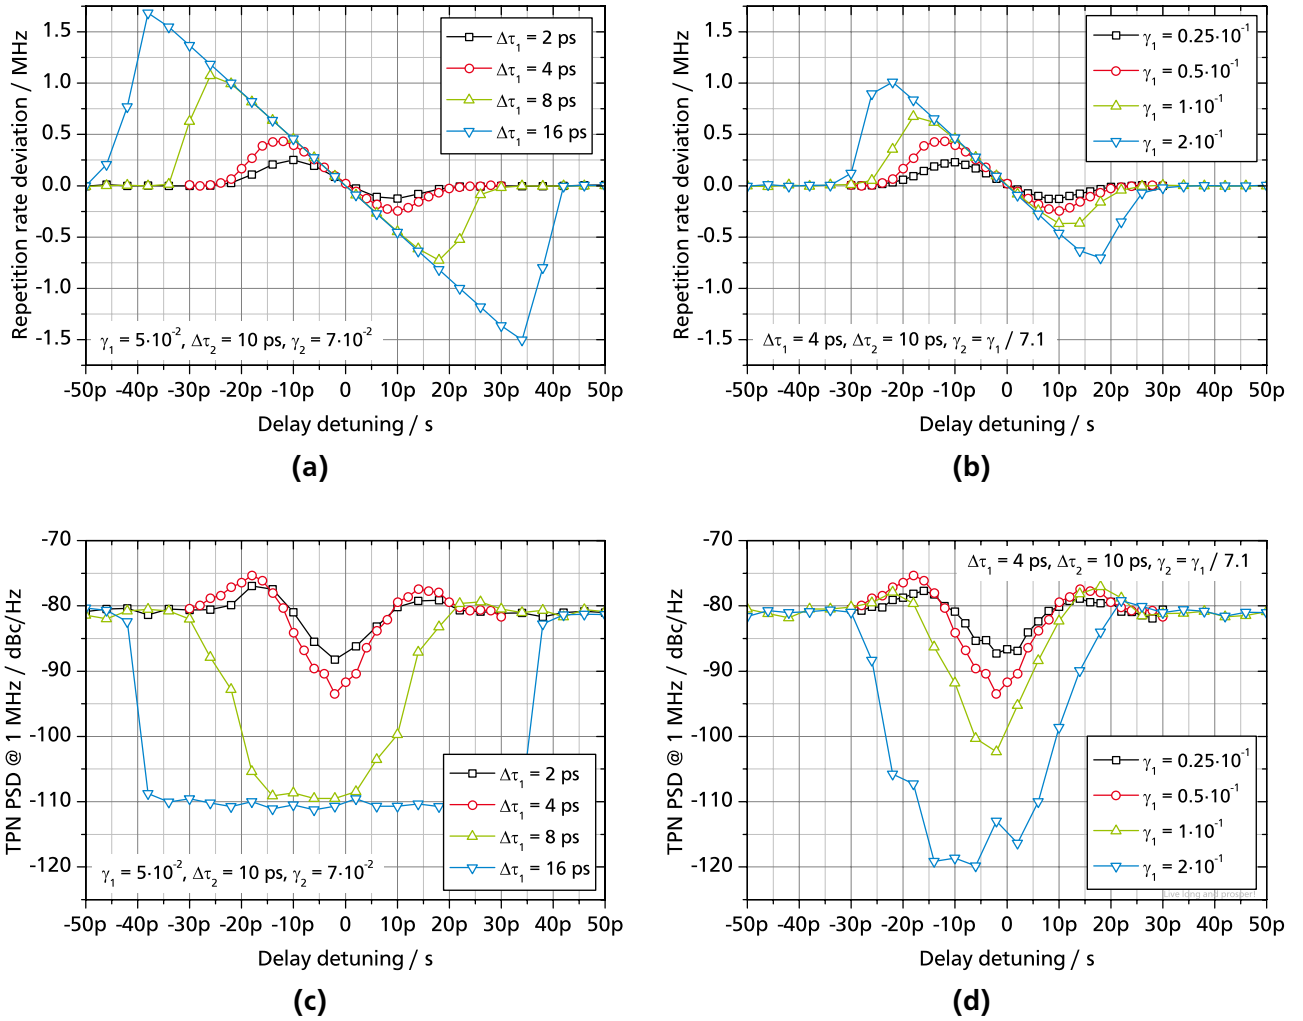 Repetition rate deviation / MHz
1.5
1.0
0.5
0.0
-0.5
-1.0
-1.5
Δτ₁ = 2 ps
Δτ₁ = 4 ps
Δτ₁ = 8 ps
Δτ₁ = 16 ps
γ₁ = 5·10⁻², Δτ₂ = 10 ps, γ₂ = 7·10⁻²
-50p -40p -30p -20p -10p 0 10p 20p 30p 40p 50p
Delay detuning / s
(a)
Repetition rate deviation / MHz
1.5
1.0
0.5
0.0
-0.5
-1.0
-1.5
γ₁ = 0.25·10⁻¹
γ₁ = 0.5·10⁻¹
γ₁ = 1·10⁻¹
γ₁ = 2·10⁻¹
Δτ₁ = 4 ps, Δτ₂ = 10 ps, γ₂ = γ₁ / 7.1
-50p -40p -30p -20p -10p 0 10p 20p 30p 40p 50p
Delay detuning / s
(b)
TPN PSD @ 1 MHz / dBc/Hz
-70
-80
-90
-100
-110
-120
Δτ₁ = 2 ps
Δτ₁ = 4 ps
Δτ₁ = 8 ps
Δτ₁ = 16 ps
γ₁ = 5·10⁻², Δτ₂ = 10 ps, γ₂ = 7·10⁻²
-50p -40p -30p -20p -10p 0 10p 20p 30p 40p 50p
Delay detuning / s
(c)
TPN PSD @ 1 MHz / dBc/Hz
-70
-80
-90
-100
-110
-120
Δτ₁ = 4 ps, Δτ₂ = 10 ps, γ₂ = γ₁ / 7.1
γ₁ = 0.25·10⁻¹
γ₁ = 0.5·10⁻¹
γ₁ = 1·10⁻¹
γ₁ = 2·10⁻¹
Live long and prosper!
-50p -40p -30p -20p -10p 0 10p 20p 30p 40p 50p
Delay detuning / s
(d)